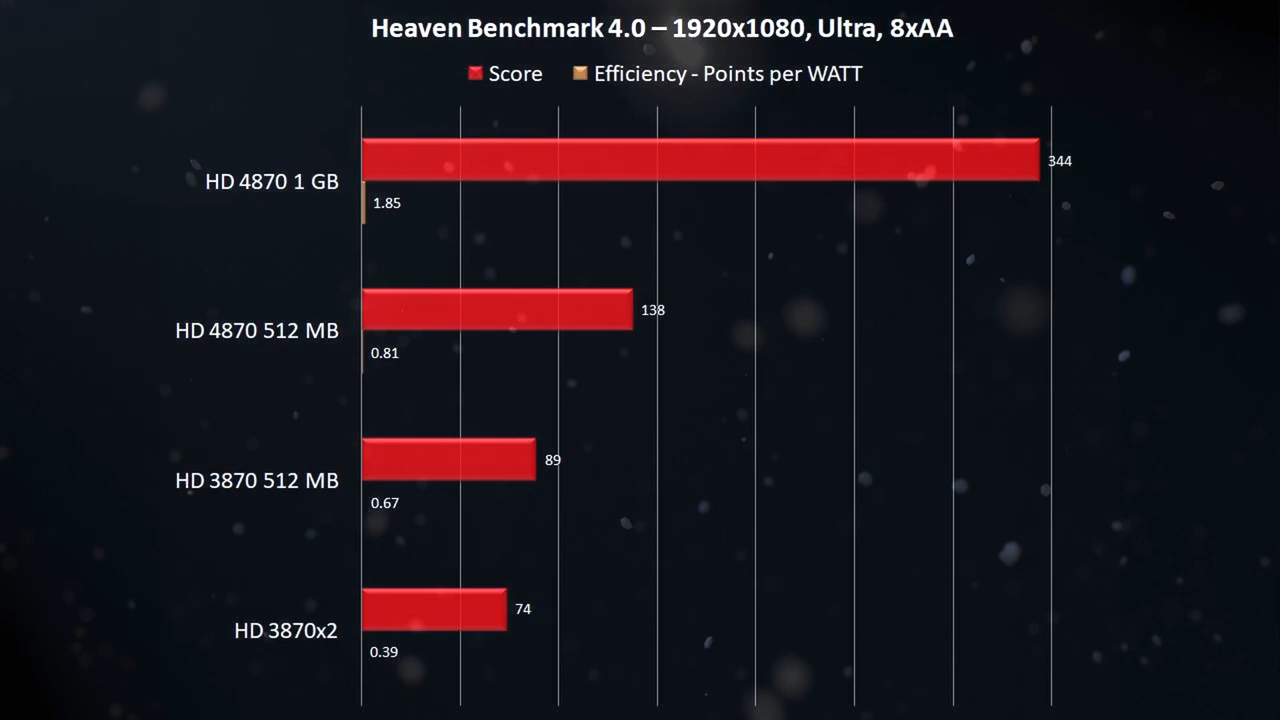 Heaven Benchmark 4.0 – 1920x1080, Ultra, 8xAA
Score Efficiency - Points per WATT
HD 4870 1 GB
344
1.85
HD 4870 512 MB
138
0.81
HD 3870 512 MB
89
0.67
HD 3870x2
74
0.39